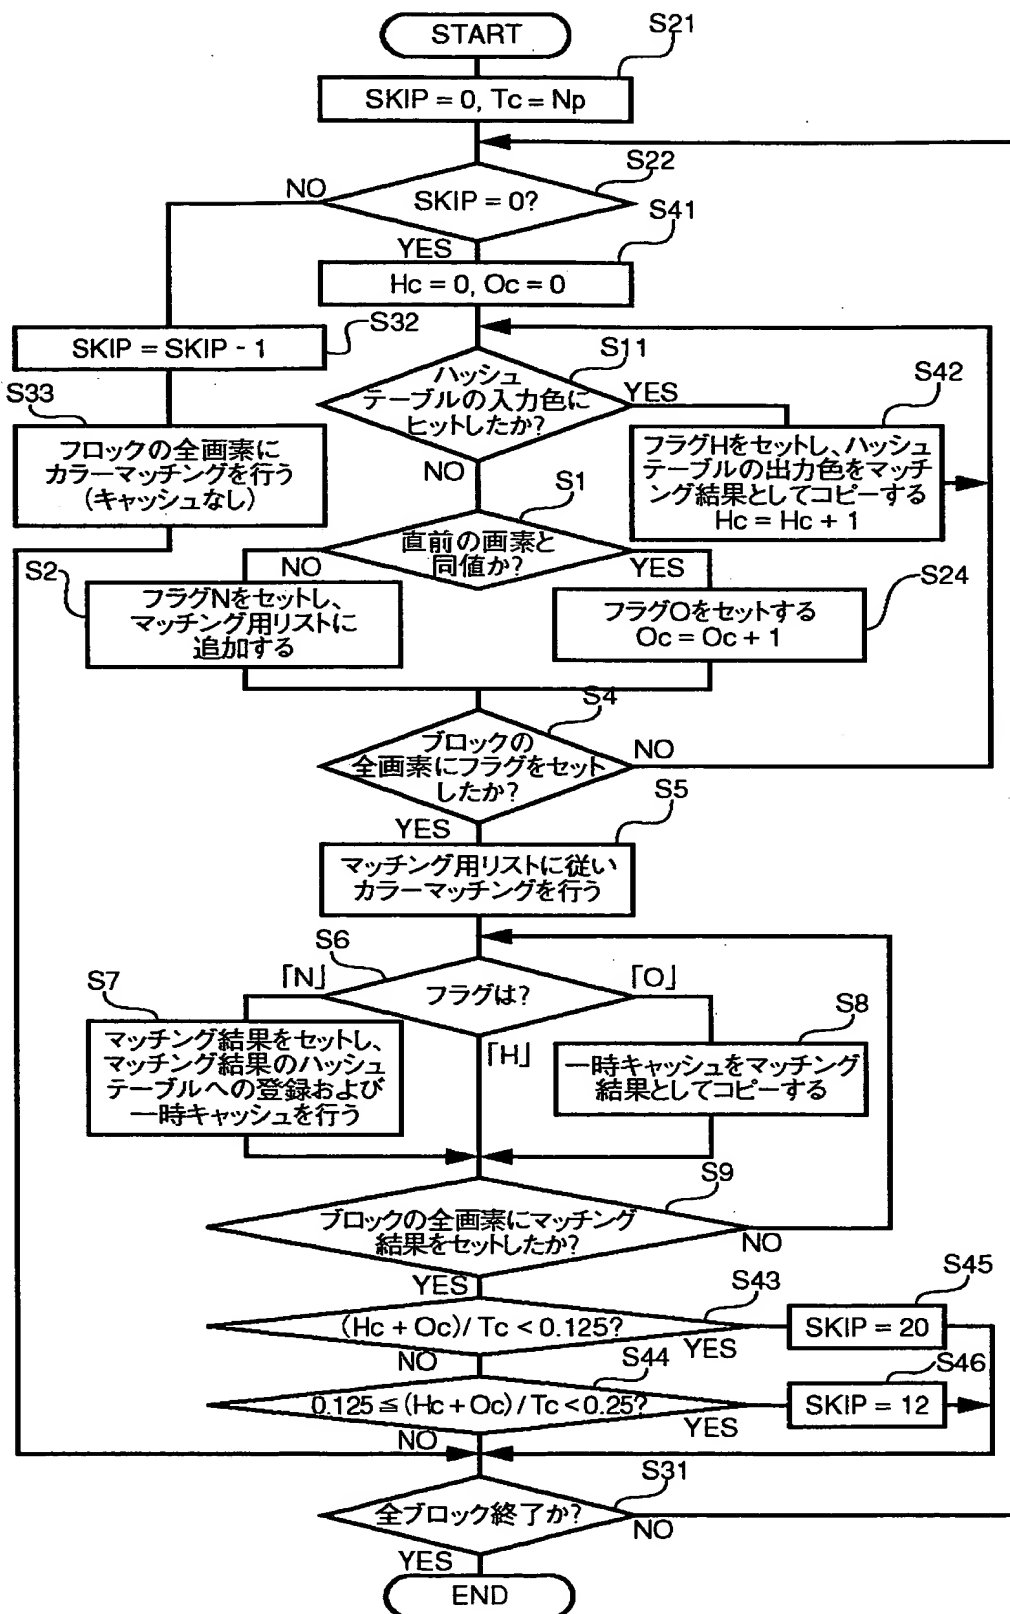 START
S21
SKIP = 0, Tc = Np
S22
NO
SKIP = 0?
YES
S41
Hc = 0, Oc = 0
S32
SKIP = SKIP - 1
S11
ハッシュ
テーブルの入力色に
ヒットしたか?
YES
NO
S42
フラグHをセットし、ハッシュ
テーブルの出力色をマッチ
ング結果としてコピーする
Hc = Hc + 1
S33
フロックの全画素に
カラーマッチングを行う
(キャッシュなし)
S1
直前の画素と
同値か?
NO
YES
S2
フラグNをセットし、
マッチング用リストに
追加する
S24
フラグOをセットする
Oc = Oc + 1
S4
ブロックの
全画素にフラグをセット
したか?
NO
YES
S5
マッチング用リストに従い
カラーマッチングを行う
S6
フラグは?
「N」
「O」
「H」
S7
マッチング結果をセットし、
マッチング結果のハッシュ
テーブルへの登録および
一時キャッシュを行う
S8
一時キャッシュをマッチング
結果としてコピーする
S9
ブロックの全画素にマッチング
結果をセットしたか?
NO
YES
S43
(Hc + Oc) / Tc < 0.125?
YES
NO
S45
SKIP = 20
S44
0.125 ≦ (Hc + Oc) / Tc < 0.25?
YES
NO
S46
SKIP = 12
S31
全ブロック終了か?
NO
YES
END